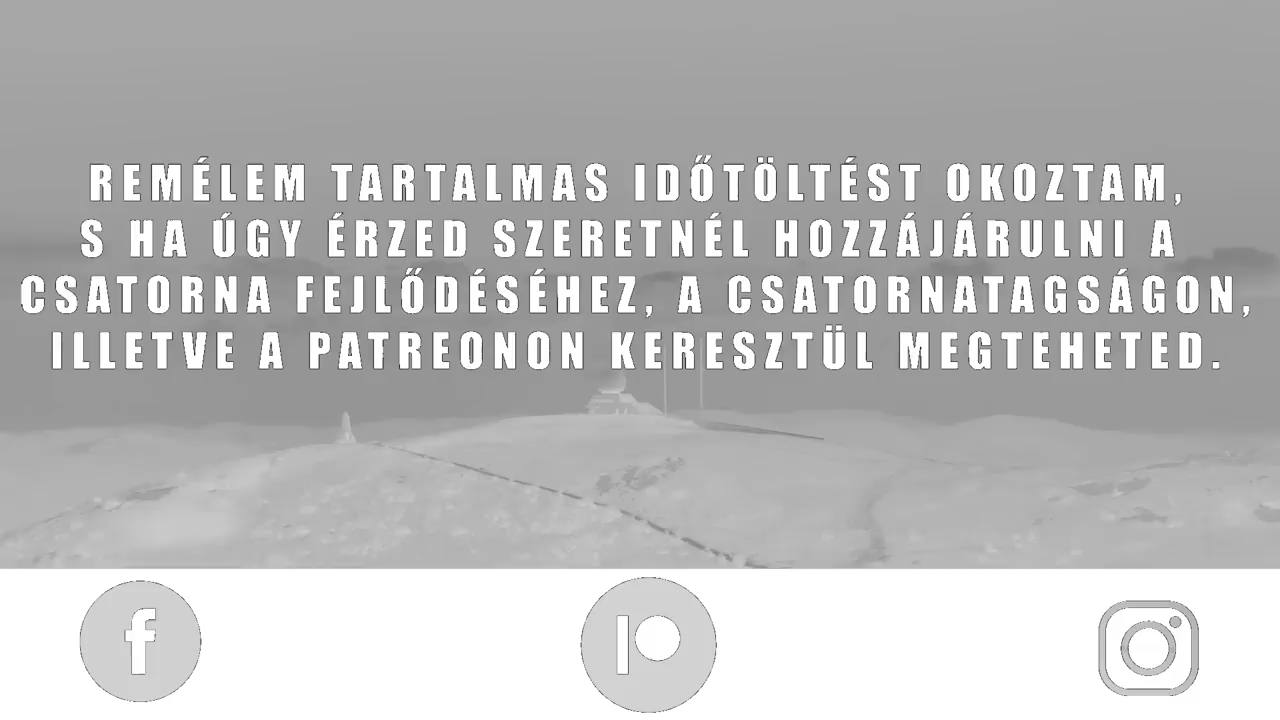 REMÉLEM TARTALMAS IDŐTÖLTÉST OKOZTAM,
S HA ÚGY ÉRZED SZERETNÉL HOZZÁJÁRULNI A
CSATORNA FEJLŐDÉSÉHEZ, A CSATORNATAGSÁGON,
ILLETVE A PATREONON KERESZTÜL MEGTEHETED.